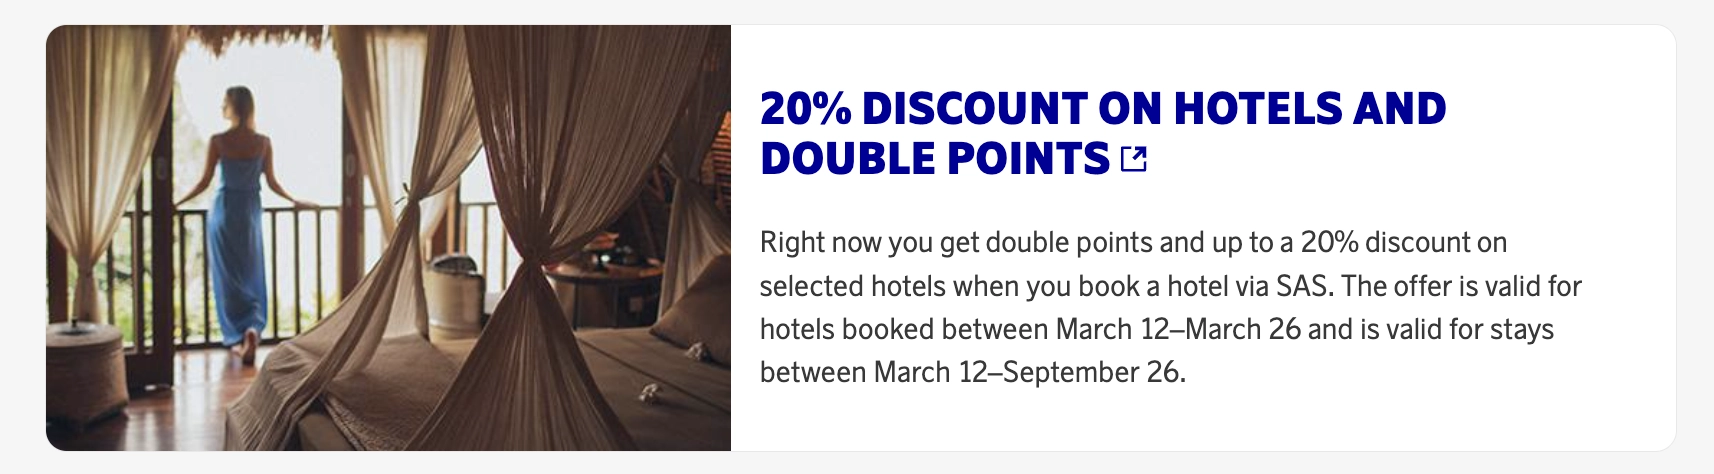 20% DISCOUNT ON HOTELS AND
DOUBLE POINTS
Right now you get double points and up to a 20% discount on
selected hotels when you book a hotel via SAS. The offer is valid for
hotels booked between March 12–March 26 and is valid for stays
between March 12–September 26.